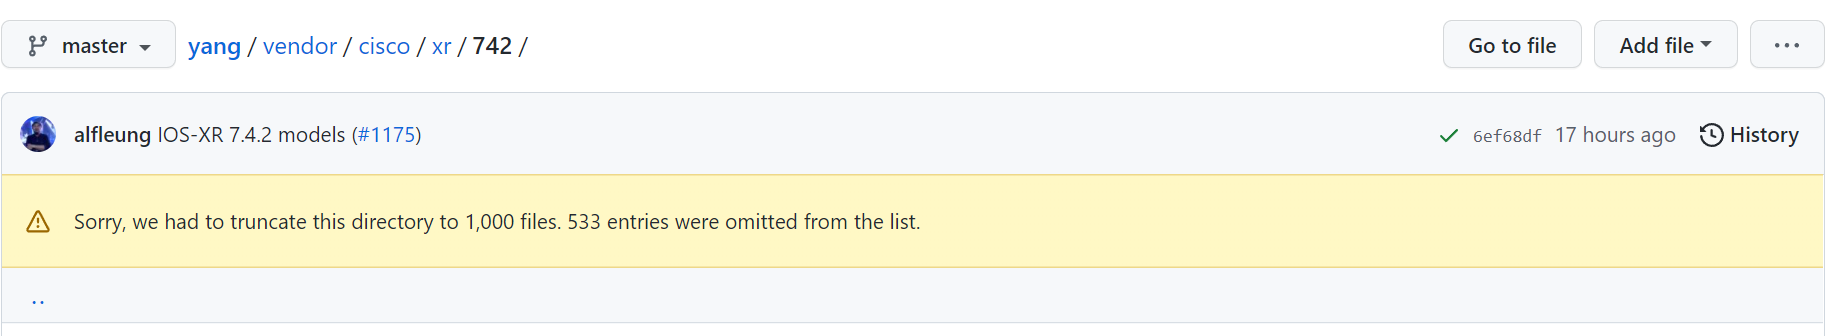 master yang / vendor / cisco / xr / 742 / Go to file Add file ...
alfleung IOS-XR 7.4.2 models (#1175) 6ef68df 17 hours ago History
Sorry, we had to truncate this directory to 1,000 files. 533 entries were omitted from the list.
..